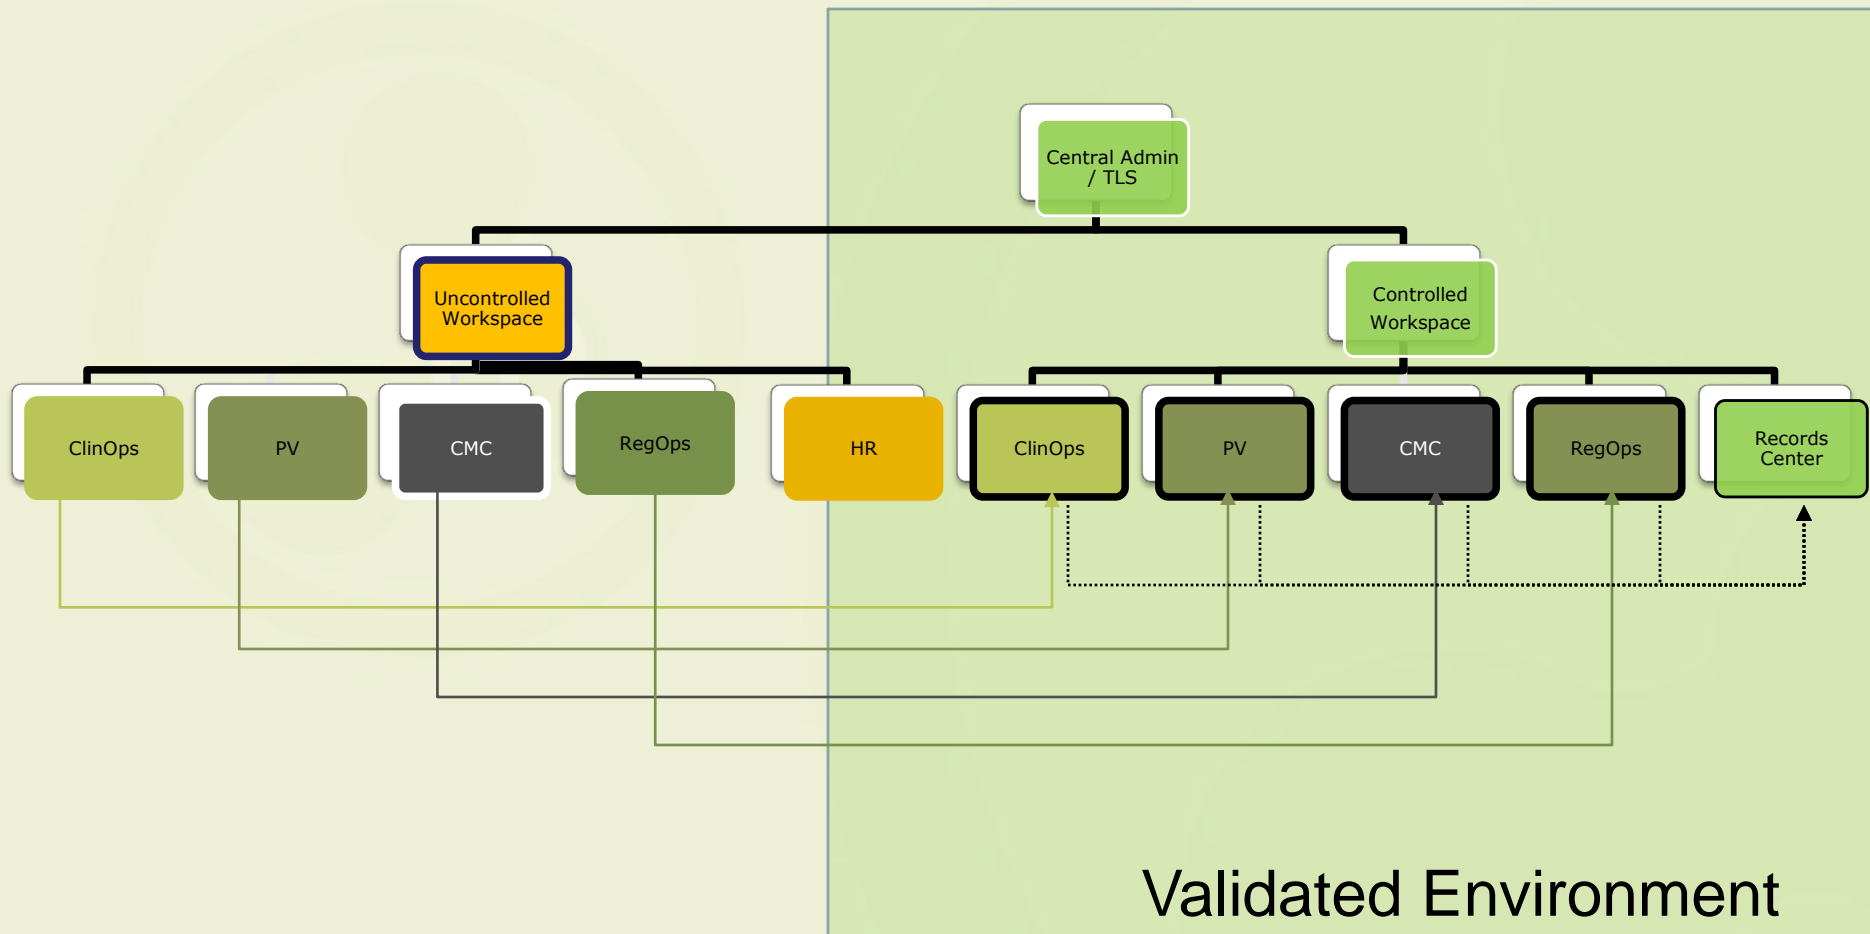 Central Admin
/ TLS
Uncontrolled
Workspace
Controlled
Workspace
ClinOps
PV
CMC
RegOps
HR
ClinOps
PV
CMC
RegOps
Records
Center
Validated Environment